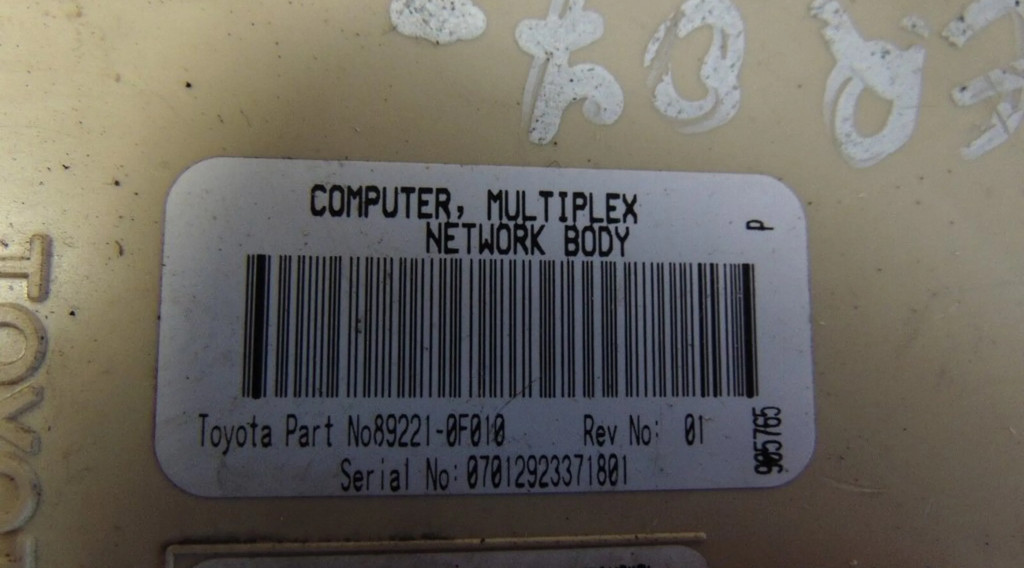 COMPUTER, MULTIPLEX
NETWORK BODY
P
Toyota Part No89221-0F010 Rev No: 01
Serial No:07012923371801
905765